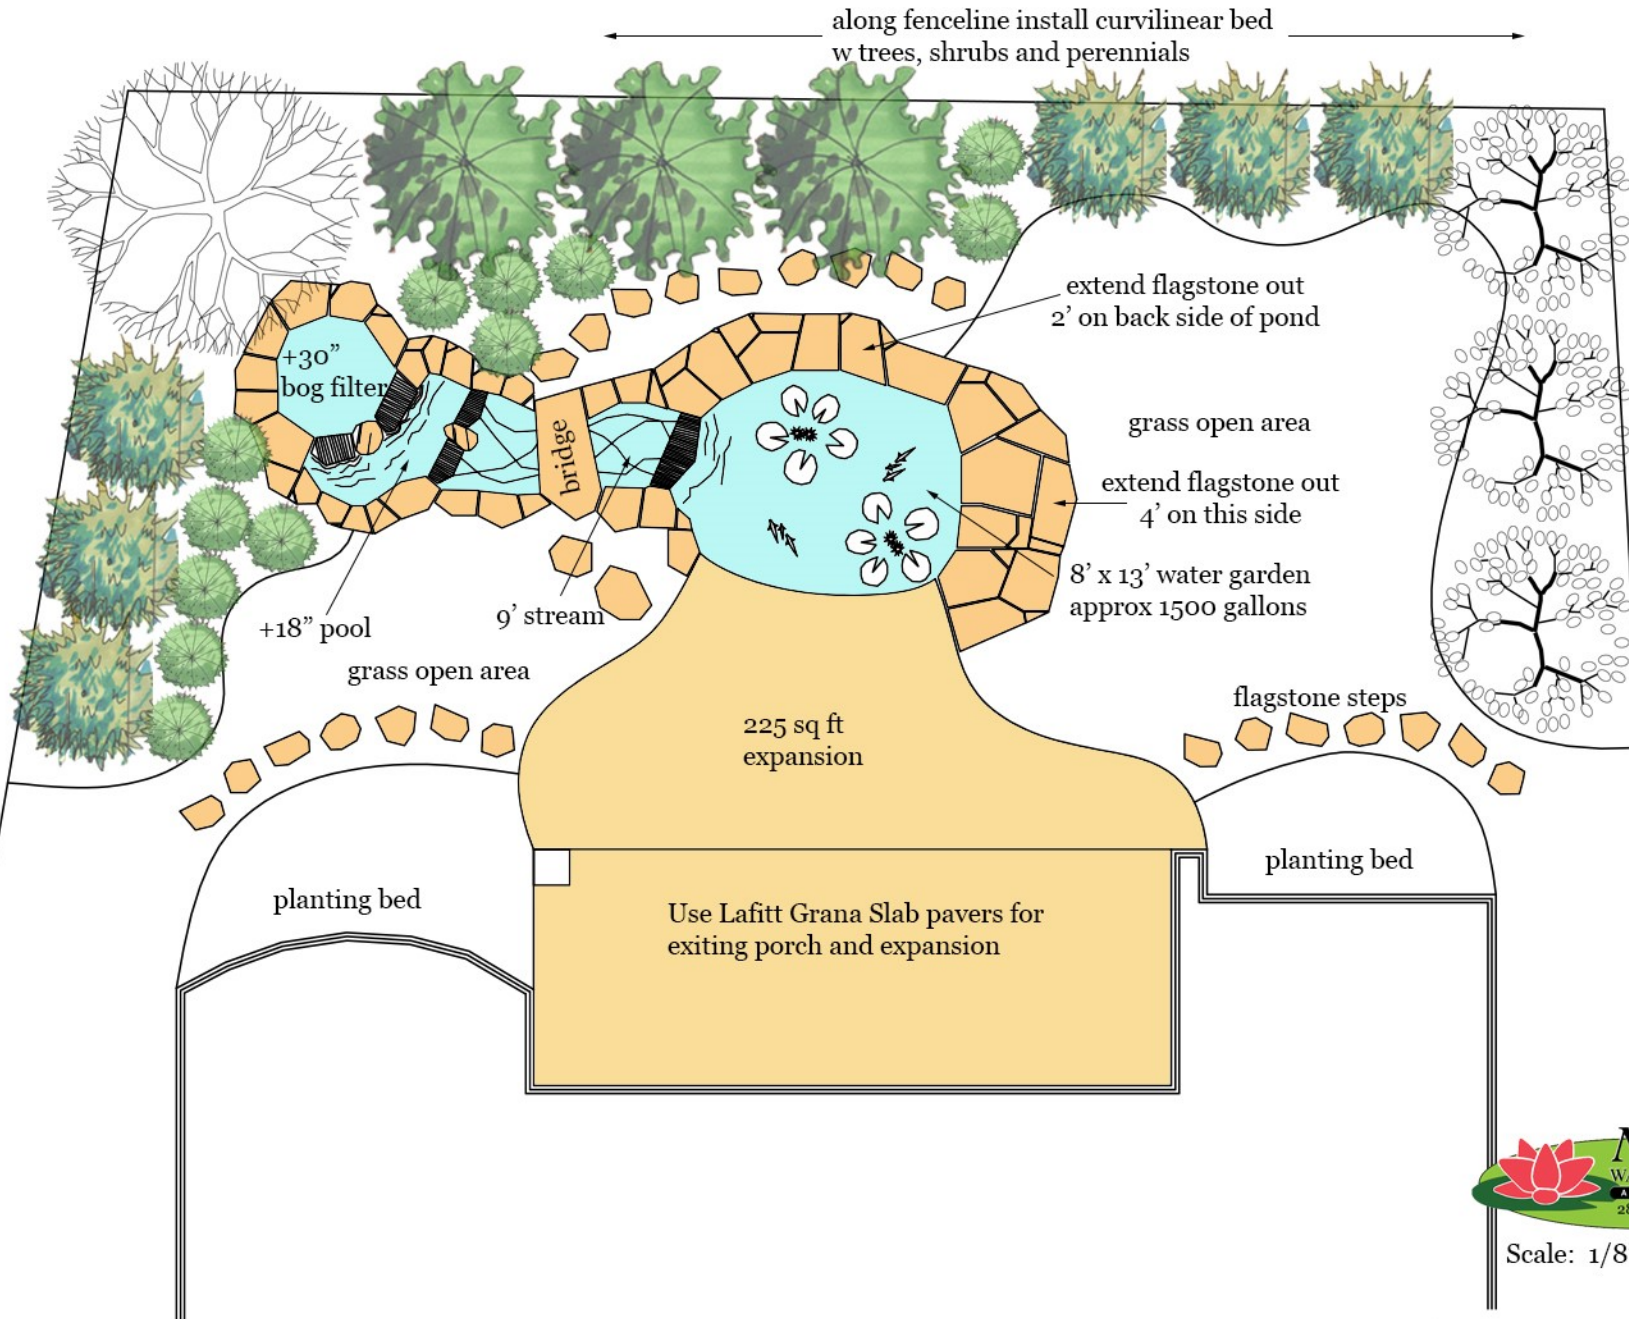 along fenceline install curvilinear bed
w trees, shrubs and perennials
extend flagstone out
2’ on back side of pond
+30”
bog filter
bridge
grass open area
extend flagstone out
4’ on this side
8’ x 13’ water garden
approx 1500 gallons
+18” pool
9’ stream
grass open area
flagstone steps
225 sq ft
expansion
planting bed
planting bed
Use Lafitt Grana Slab pavers for
exiting porch and expansion
Scale: 1/8